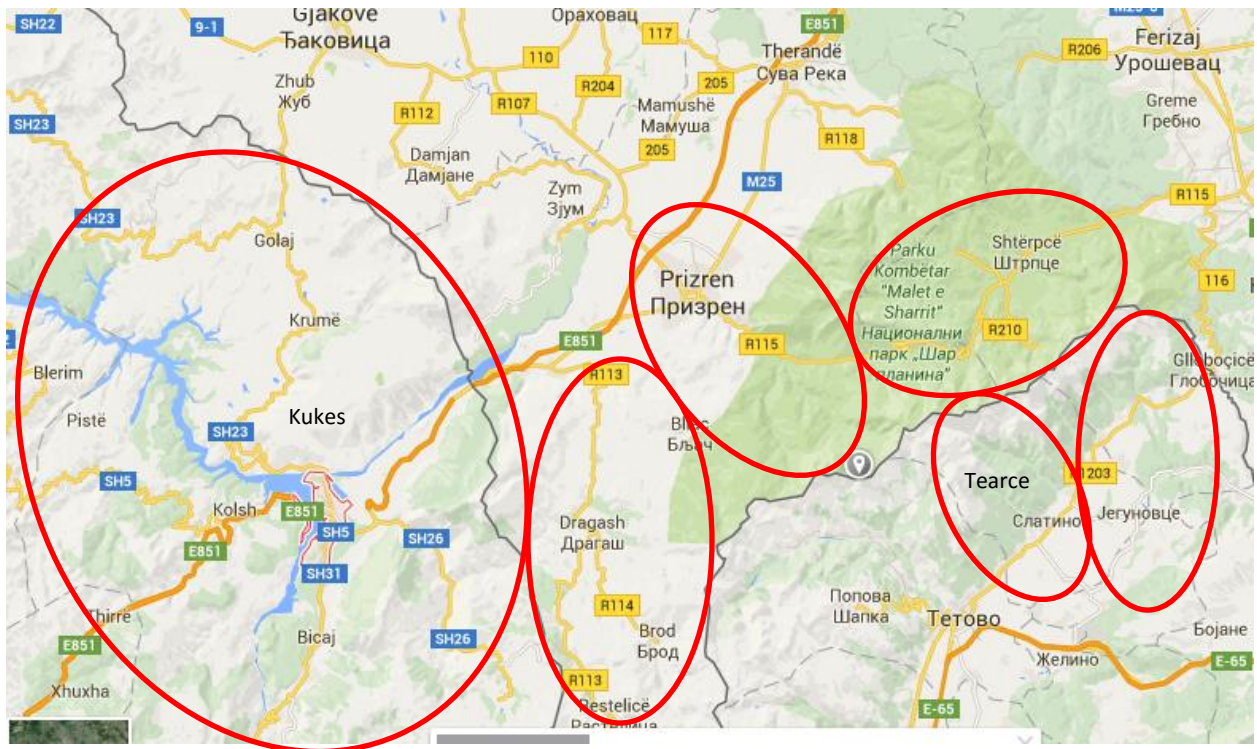 SH22
9-1
Gjakovë
Ђаковица
110
Ораховац
117
E851
Therandë
Сува Река
R206
Ferizaj
Урошевац
Zhub
Жуб
R107
R204
205
Mamushë
Мамуша
Greme
Гребно
SH23
R112
205
R118
Damjan
Дамјане
Zym
Зјум
M25
R115
SH23
Golaj
Parku
Kombëtar
"Malet e
Sharrit"
Национални
парк „Шар
планина"
Shtërpcë
Штрпце
116
Prizren
Призрен
Krumë
R210
E851
R115
Blerim
R113
Glloboçicë
Глобочица
Pistë
Kukes
SH23
Бљач
Tearce
R1203
SH5
Kolsh
E851
Слатино
Јегуновце
SH5
Dragash
Драгаш
SH26
E851
SH31
R114
Попова
Шапка
Тетово
Thirrë
Bicaj
SH26
Brod
Брод
Бојане
E851
Желино
E-65
Xhuxha
R113
Restelicë
Растелица
E-65